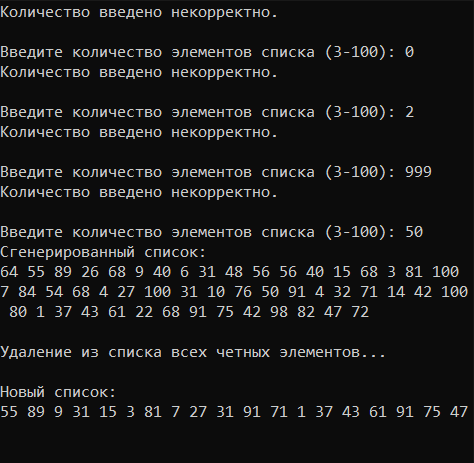 Количество введено некорректно.
Введите количество элементов списка (3-100): 0
Количество введено некорректно.
Введите количество элементов списка (3-100): 2
Количество введено некорректно.
Введите количество элементов списка (3-100): 999
Количество введено некорректно.
Введите количество элементов списка (3-100): 50
Сгенерированный список:
64 55 89 26 68 9 40 6 31 48 56 56 40 15 68 3 81 100
7 84 54 68 4 27 100 31 10 76 50 91 4 32 71 14 42 100
80 1 37 43 61 22 68 91 75 42 98 82 47 72
Удаление из списка всех четных элементов...
Новый список:
55 89 9 31 15 3 81 7 27 31 91 71 1 37 43 61 91 75 47